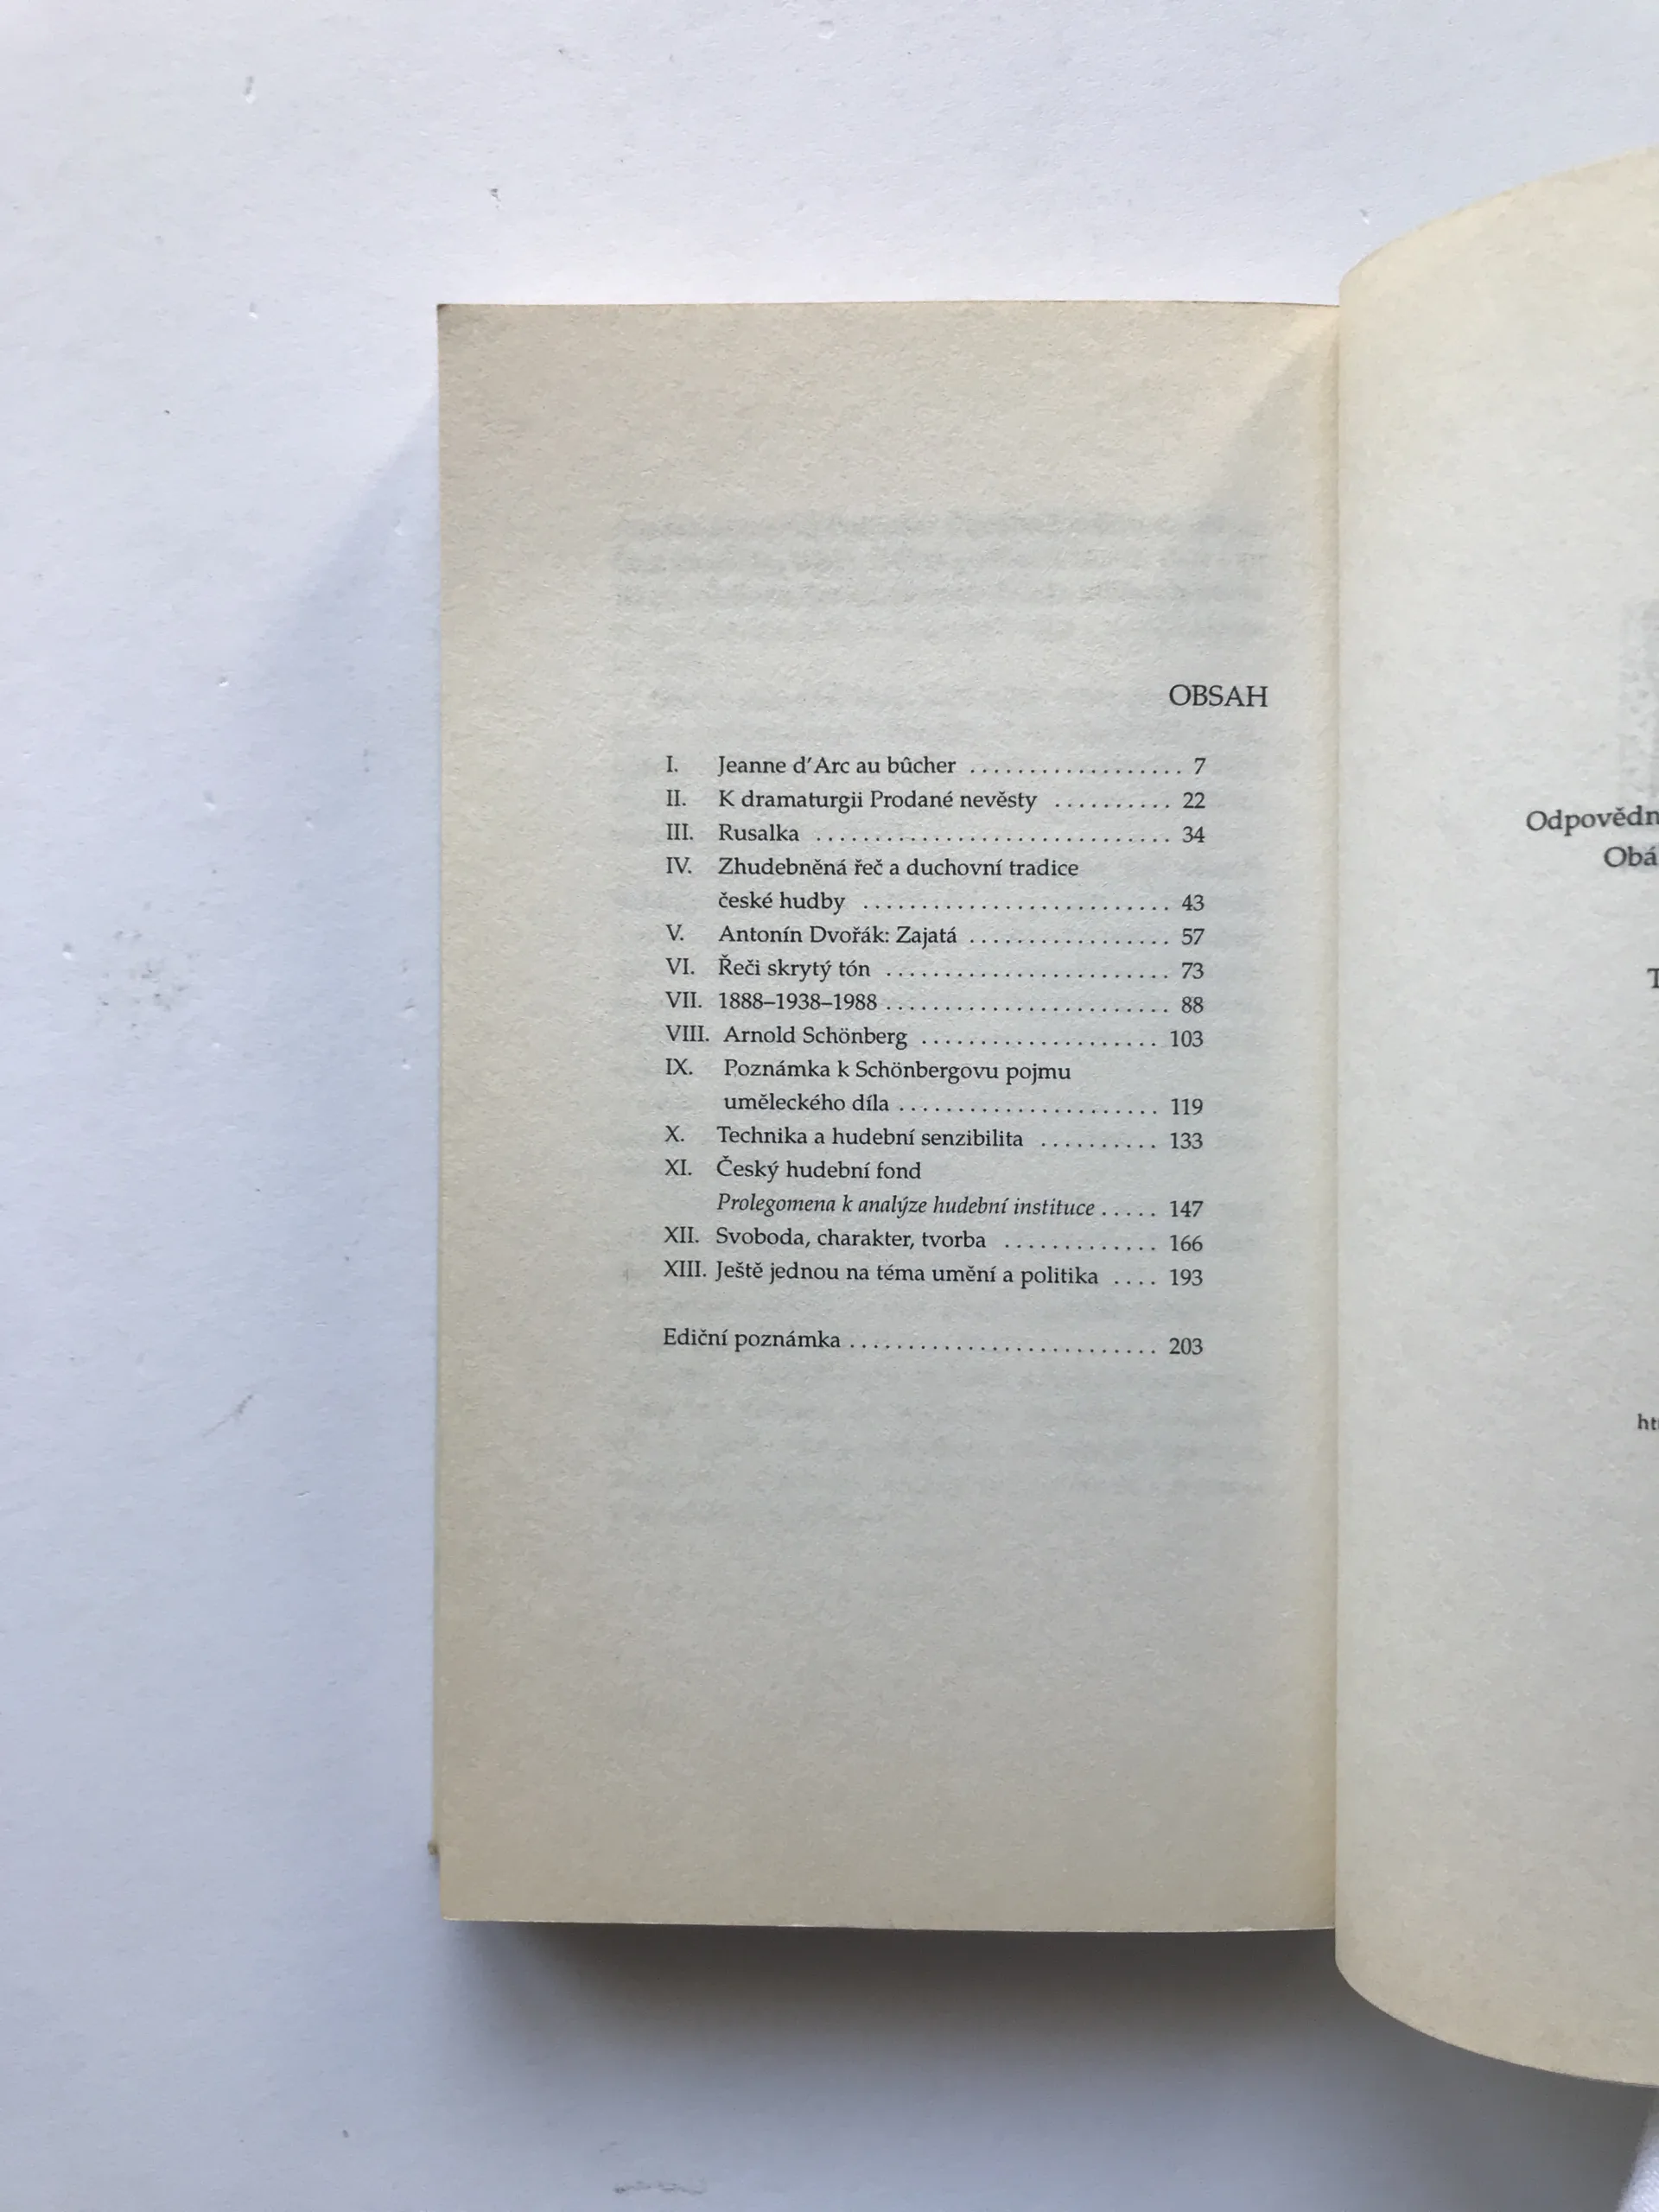 OBSAH
I. Jeanne d'Arc au bûcher .................. 7
II. K dramaturgii Prodané nevěsty .......... 22
III. Rusalka .............................. 34
IV. Zhudebněná řeč a duchovní tradice
české hudby .......................... 43
V. Antonín Dvořák: Zajatá ................. 57
VI. Řeči skrytý tón ........................ 73
VII. 1888–1938–1988 ........................ 88
VIII. Arnold Schönberg .................... 103
IX. Poznámka k Schönbergovu pojmu
uměleckého díla ...................... 119
X. Technika a hudební senzibilita .......... 133
XI. Český hudební fond
Prolegomena k analýze hudební instituce ..... 147
XII. Svoboda, charakter, tvorba ............. 166
XIII. Ještě jednou na téma umění a politika .... 193
Ediční poznámka .......................... 203
Odpovědn
Obá
T